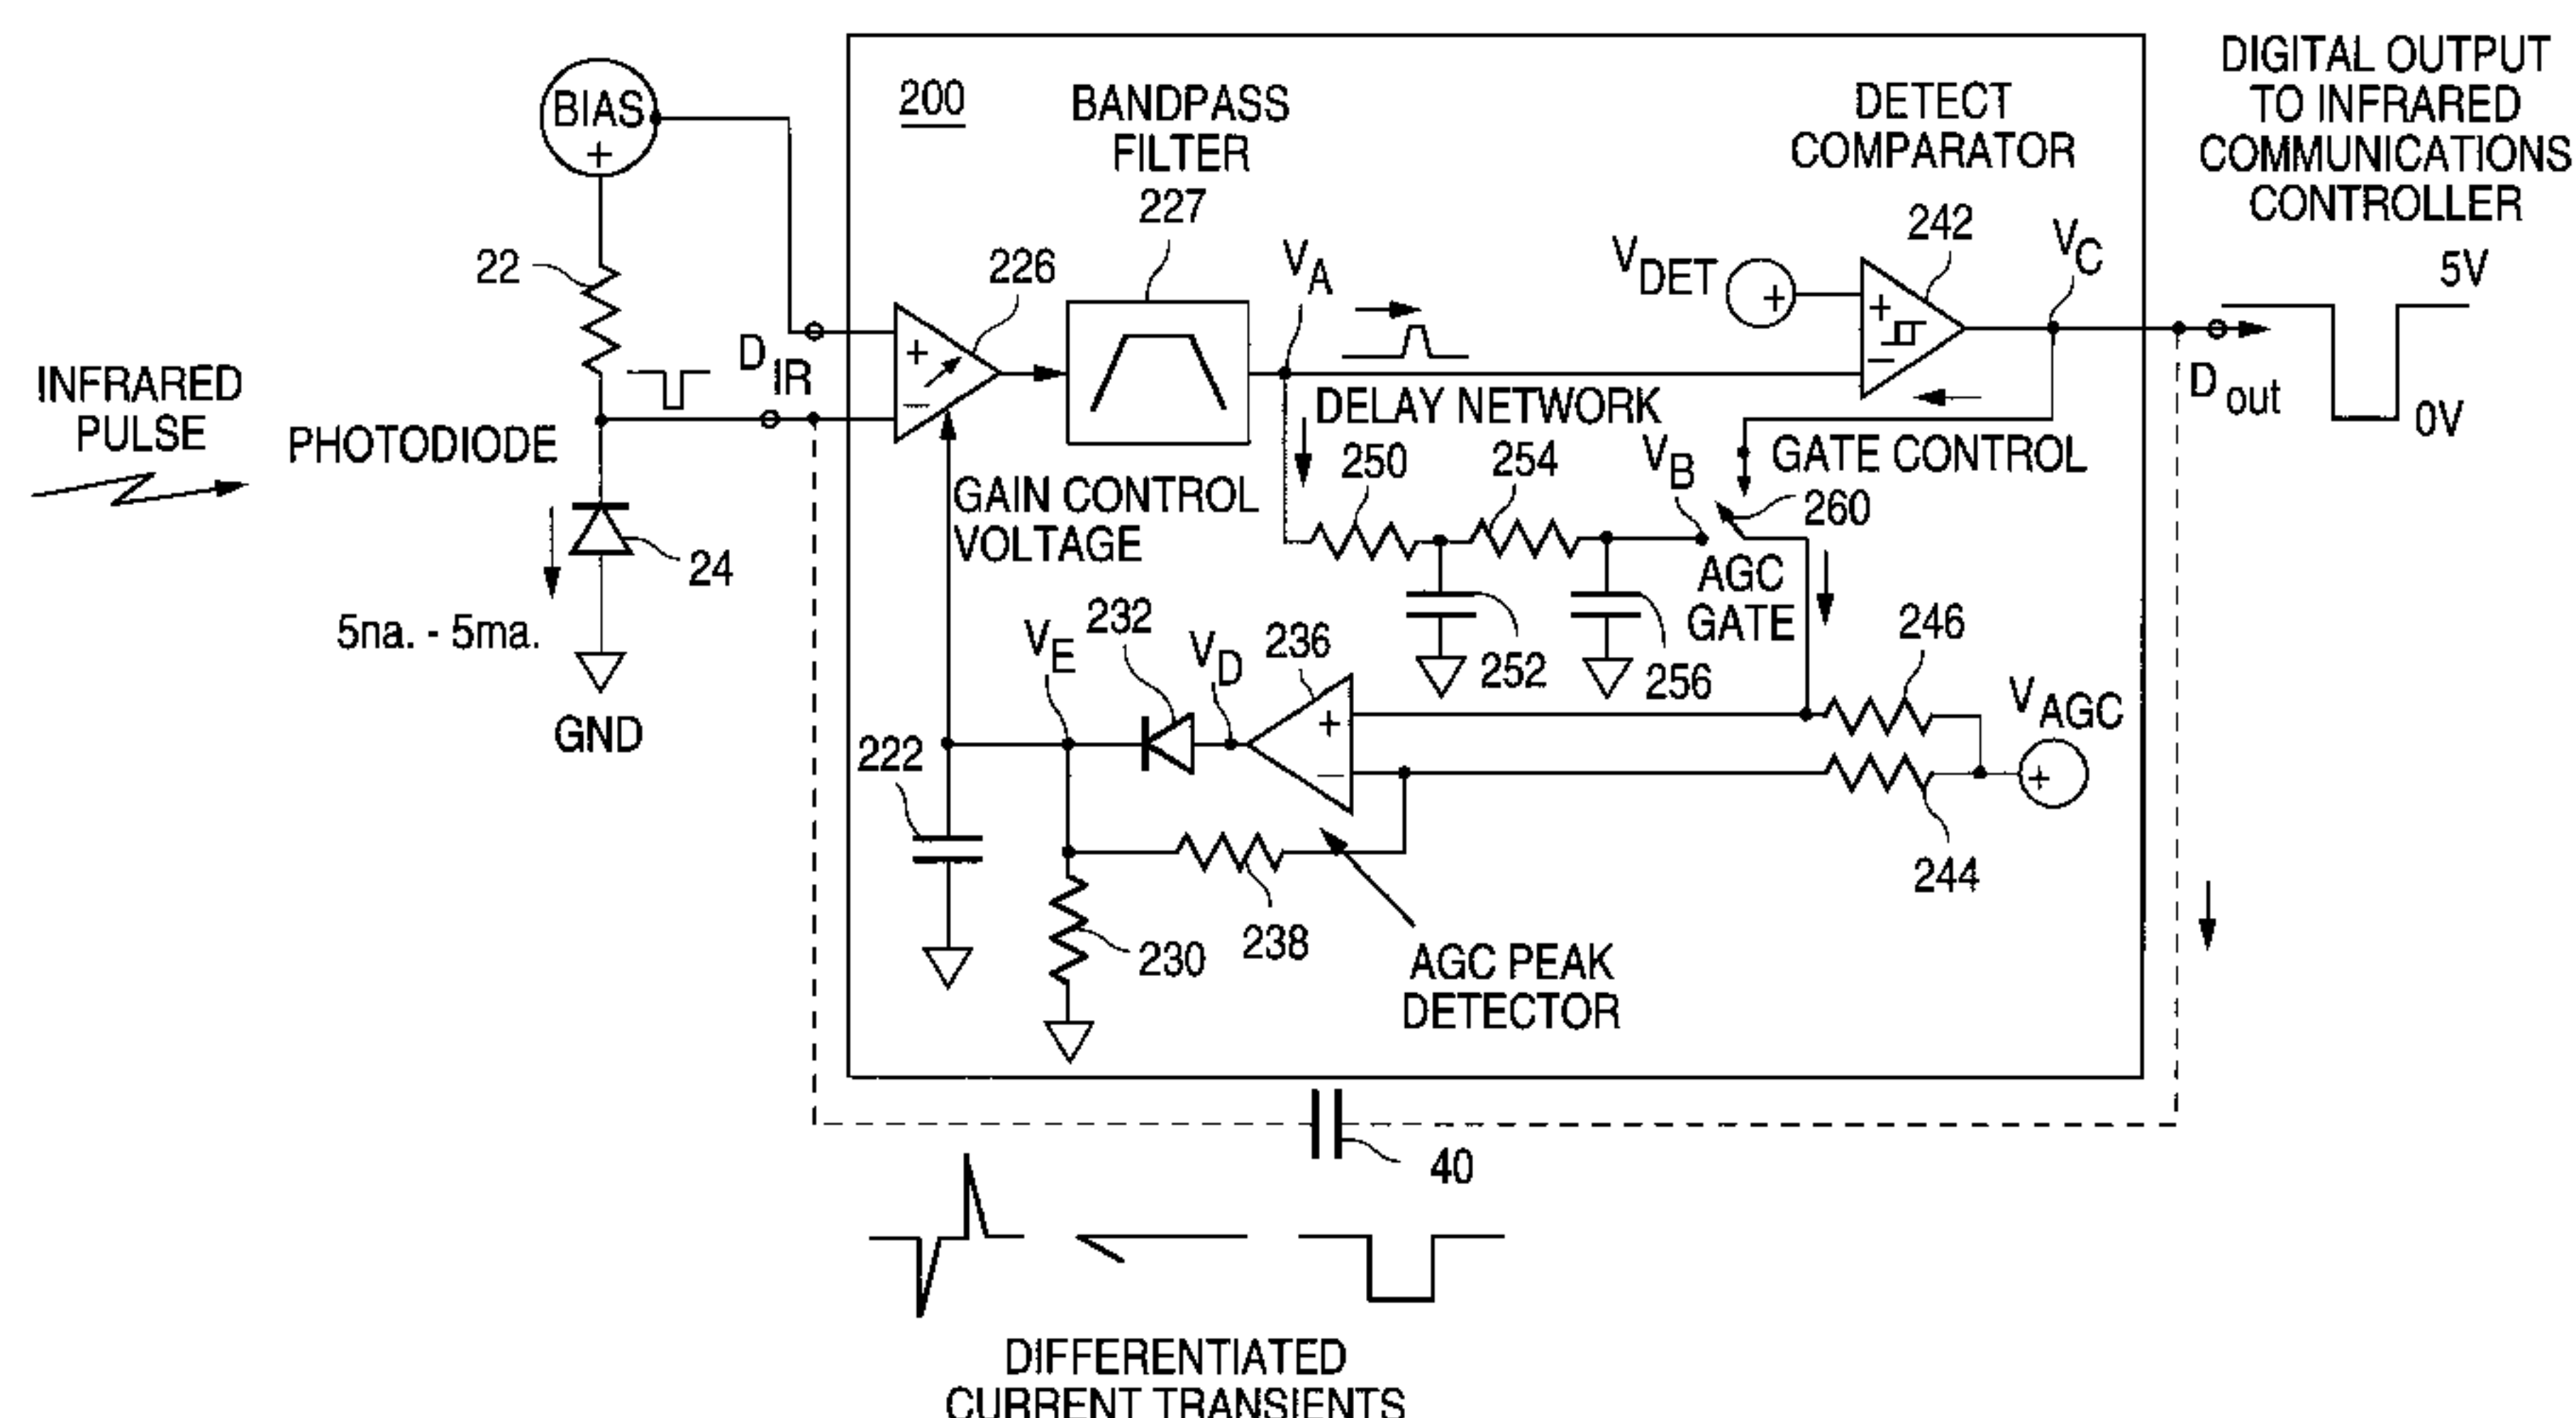 BIAS
+
22
INFRARED
PULSE
PHOTODIODE
24
5na. - 5ma.
GND
D IR
200
BANDPASS
FILTER
227
226
+
−
GAIN CONTROL
VOLTAGE
V A
DELAY NETWORK
250
254
252
256
V B
DETECT
COMPARATOR
242
V DET
+
+
−
V C
GATE CONTROL
260
AGC
GATE
DIGITAL OUTPUT
TO INFRARED
COMMUNICATIONS
CONTROLLER
5V
0V
D out
246
V AGC
+
244
V E
232
V D
236
+
−
222
230
238
AGC PEAK
DETECTOR
40
DIFFERENTIATED
CURRENT TRANSIENTS